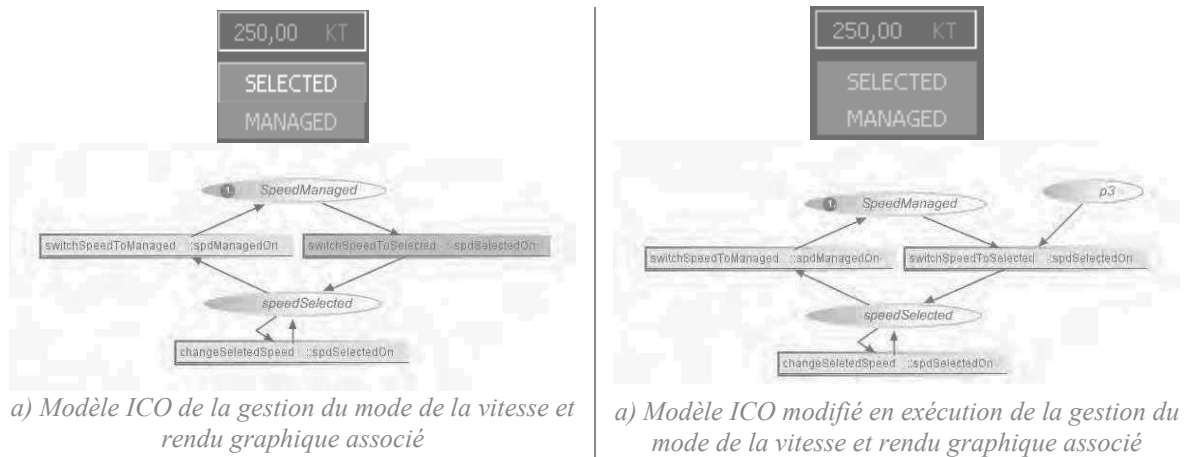 250,00 KT
SELECTED
MANAGED
1 SpeedManaged
switchSpeedToManaged ::spdManagedOn
switchSpeedToSelected ::spdSelectedOn
speedSelected
changeSeletedSpeed ::spdSelectedOn
a) Modèle ICO de la gestion du mode de la vitesse et
rendu graphique associé
250,00 KT
SELECTED
MANAGED
1 SpeedManaged
p3
switchSpeedToManaged ::spdManagedOn
switchSpeedToSelected ::spdSelectedOn
speedSelected
changeSeletedSpeed ::spdSelectedOn
a) Modèle ICO modifié en exécution de la gestion du
mode de la vitesse et rendu graphique associé